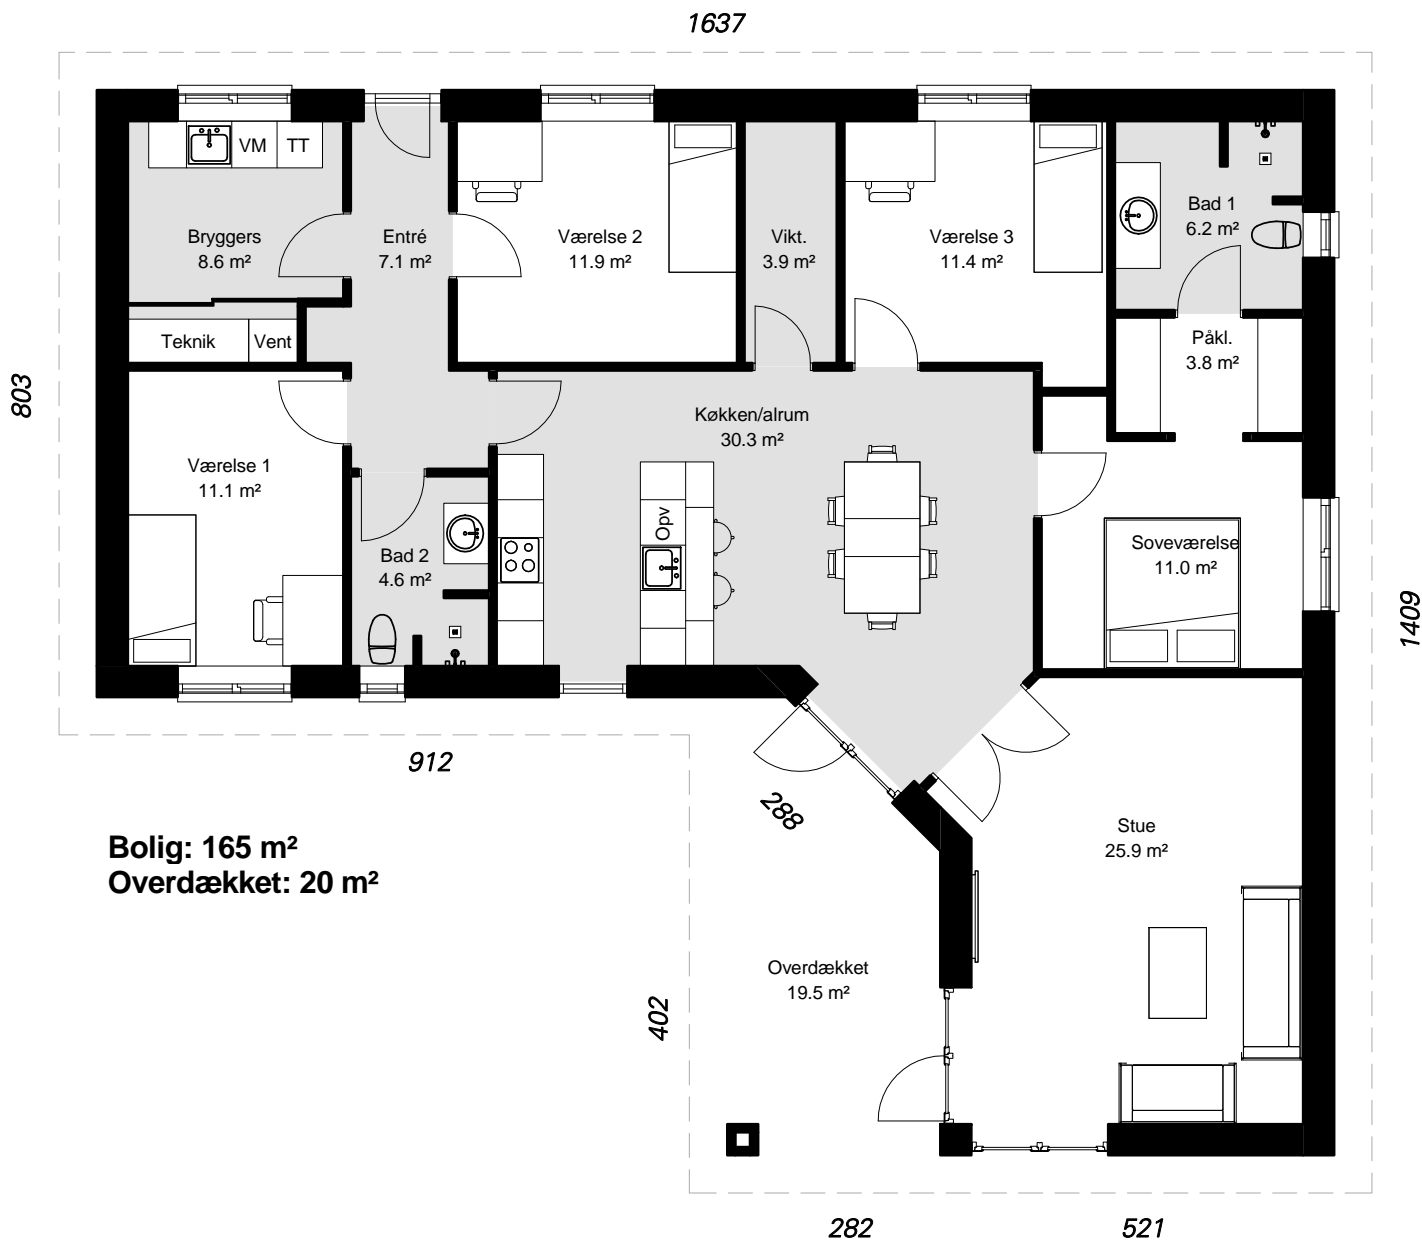 1637
VM
TT
Bryggers
8.6 m²
Entré
7.1 m²
Værelse 2
11.9 m²
Vikt.
3.9 m²
Værelse 3
11.4 m²
Bad 1
6.2 m²
Teknik
Vent
Påkl.
3.8 m²
803
Køkken/alrum
30.3 m²
Værelse 1
11.1 m²
Opv
Bad 2
4.6 m²
Soveværelse
11.0 m²
1409
912
288
Bolig: 165 m²
Overdækket: 20 m²
Stue
25.9 m²
Overdækket
19.5 m²
402
282
521